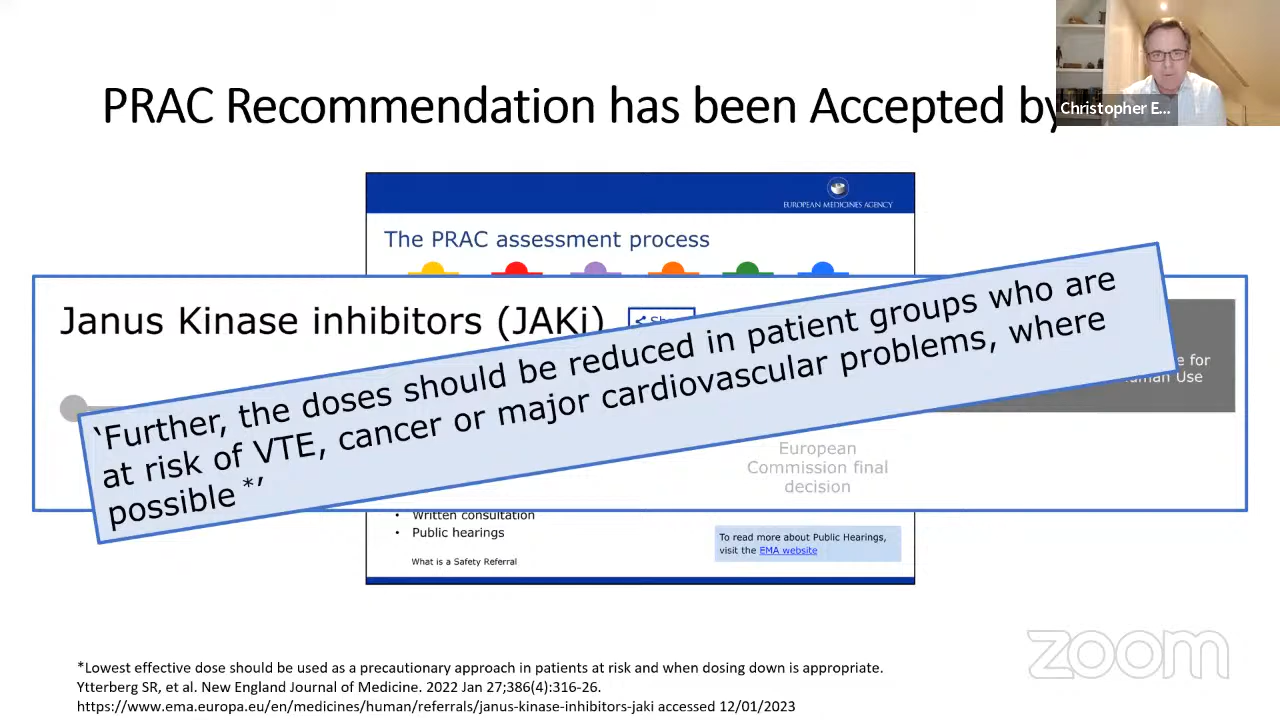 PRAC Recommendation has been Accepted by
Christopher E...
EUROPEAN MEDICINES AGENCY
The PRAC assessment process
Janus Kinase inhibitors (JAKi)
'Further, the doses should be reduced in patient groups who are
at risk of VTE, cancer or major cardiovascular problems, where
possible *'
e for
Human Use
European
Commission final
decision
• Written consultation
• Public hearings
What is a Safety Referral
To read more about Public Hearings,
visit the EMA website
*Lowest effective dose should be used as a precautionary approach in patients at risk and when dosing down is appropriate.
Ytterberg SR, et al. New England Journal of Medicine. 2022 Jan 27;386(4):316-26.
https://www.ema.europa.eu/en/medicines/human/referrals/janus-kinase-inhibitors-jaki accessed 12/01/2023
zoom